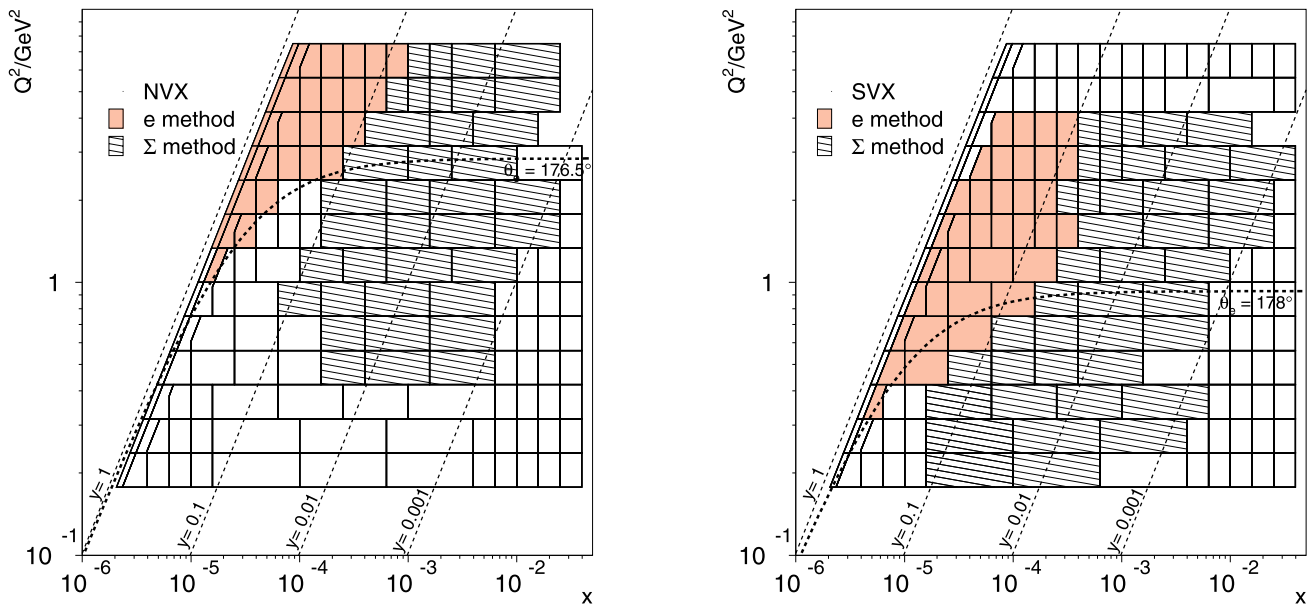 Q²/GeV²
NVX
e method
Σ method
θe = 176.5°
1
10⁻¹
y= 1
y= 0.1
y= 0.01
y= 0.001
10⁻⁶ 10⁻⁵ 10⁻⁴ 10⁻³ 10⁻²
x
Q²/GeV²
SVX
e method
Σ method
θe = 178°
1
10⁻¹
y= 1
y= 0.1
y= 0.01
y= 0.001
10⁻⁶ 10⁻⁵ 10⁻⁴ 10⁻³ 10⁻²
x